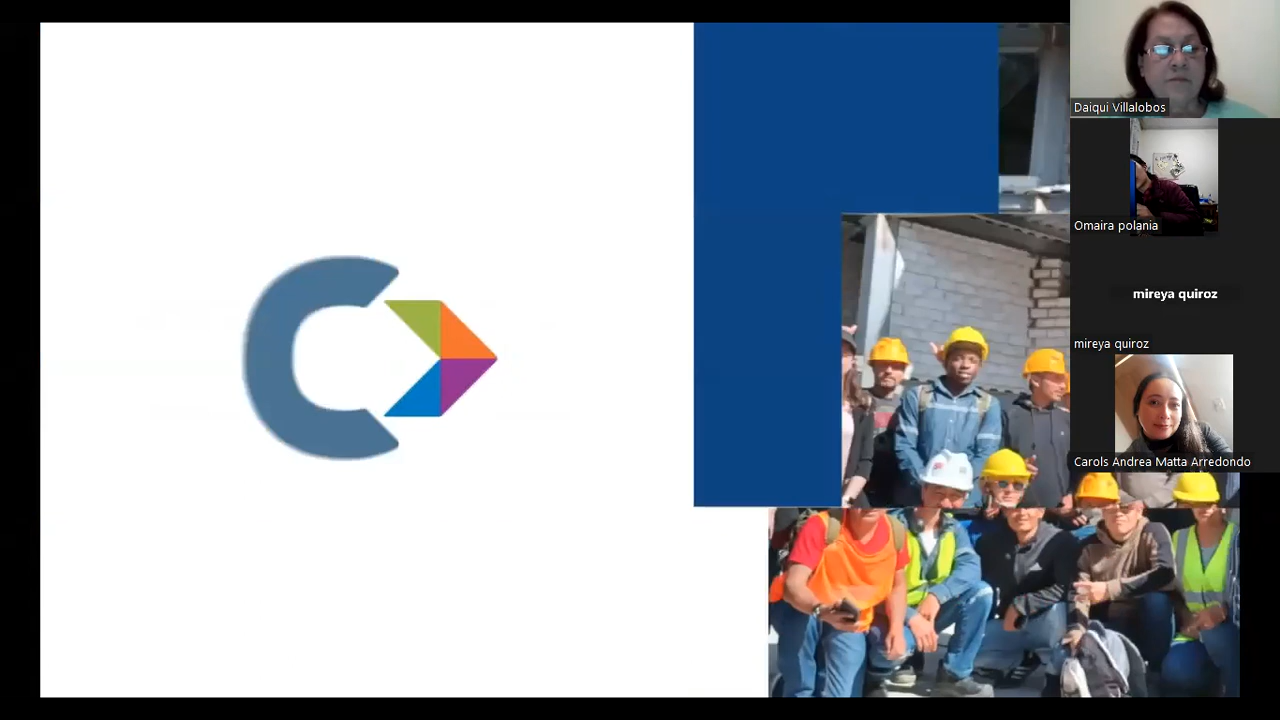 Daiqui Villalobos
Omaira polania
mireya quiroz
mireya quiroz
Carols Andrea Matta Arredondo